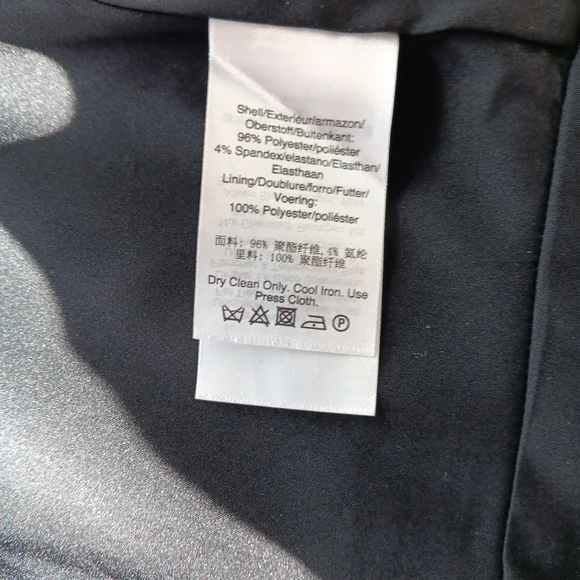 Shell/Exterieur/armazon/
Oberstoff/Buitenkant:
96% Polyester/poliéster
4% Spandex/elastano/Elasthan/
Elasthaan
Lining/Doublure/forro/Futter/
Voering:
100% Polyester/poliéster
面料: 96% 聚酯纤维,4% 氨纶
里料: 100% 聚酯纤维
Dry Clean Only. Cool Iron. Use
Press Cloth.
P